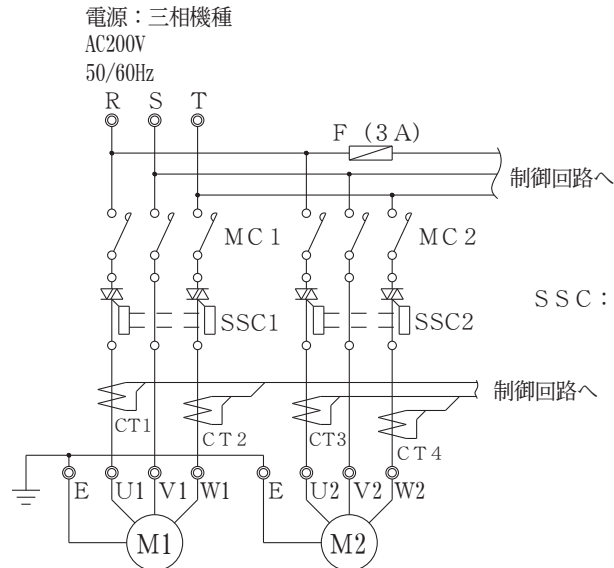 電源：三相機種
AC200V
50/60Hz
R S T
F (3A)
制御回路へ
MC1 MC2
SSC1 SSC2
SSC：
制御回路へ
CT1 CT2 CT3 CT4
E U1 V1 W1 E U2 V2 W2
M1 M2